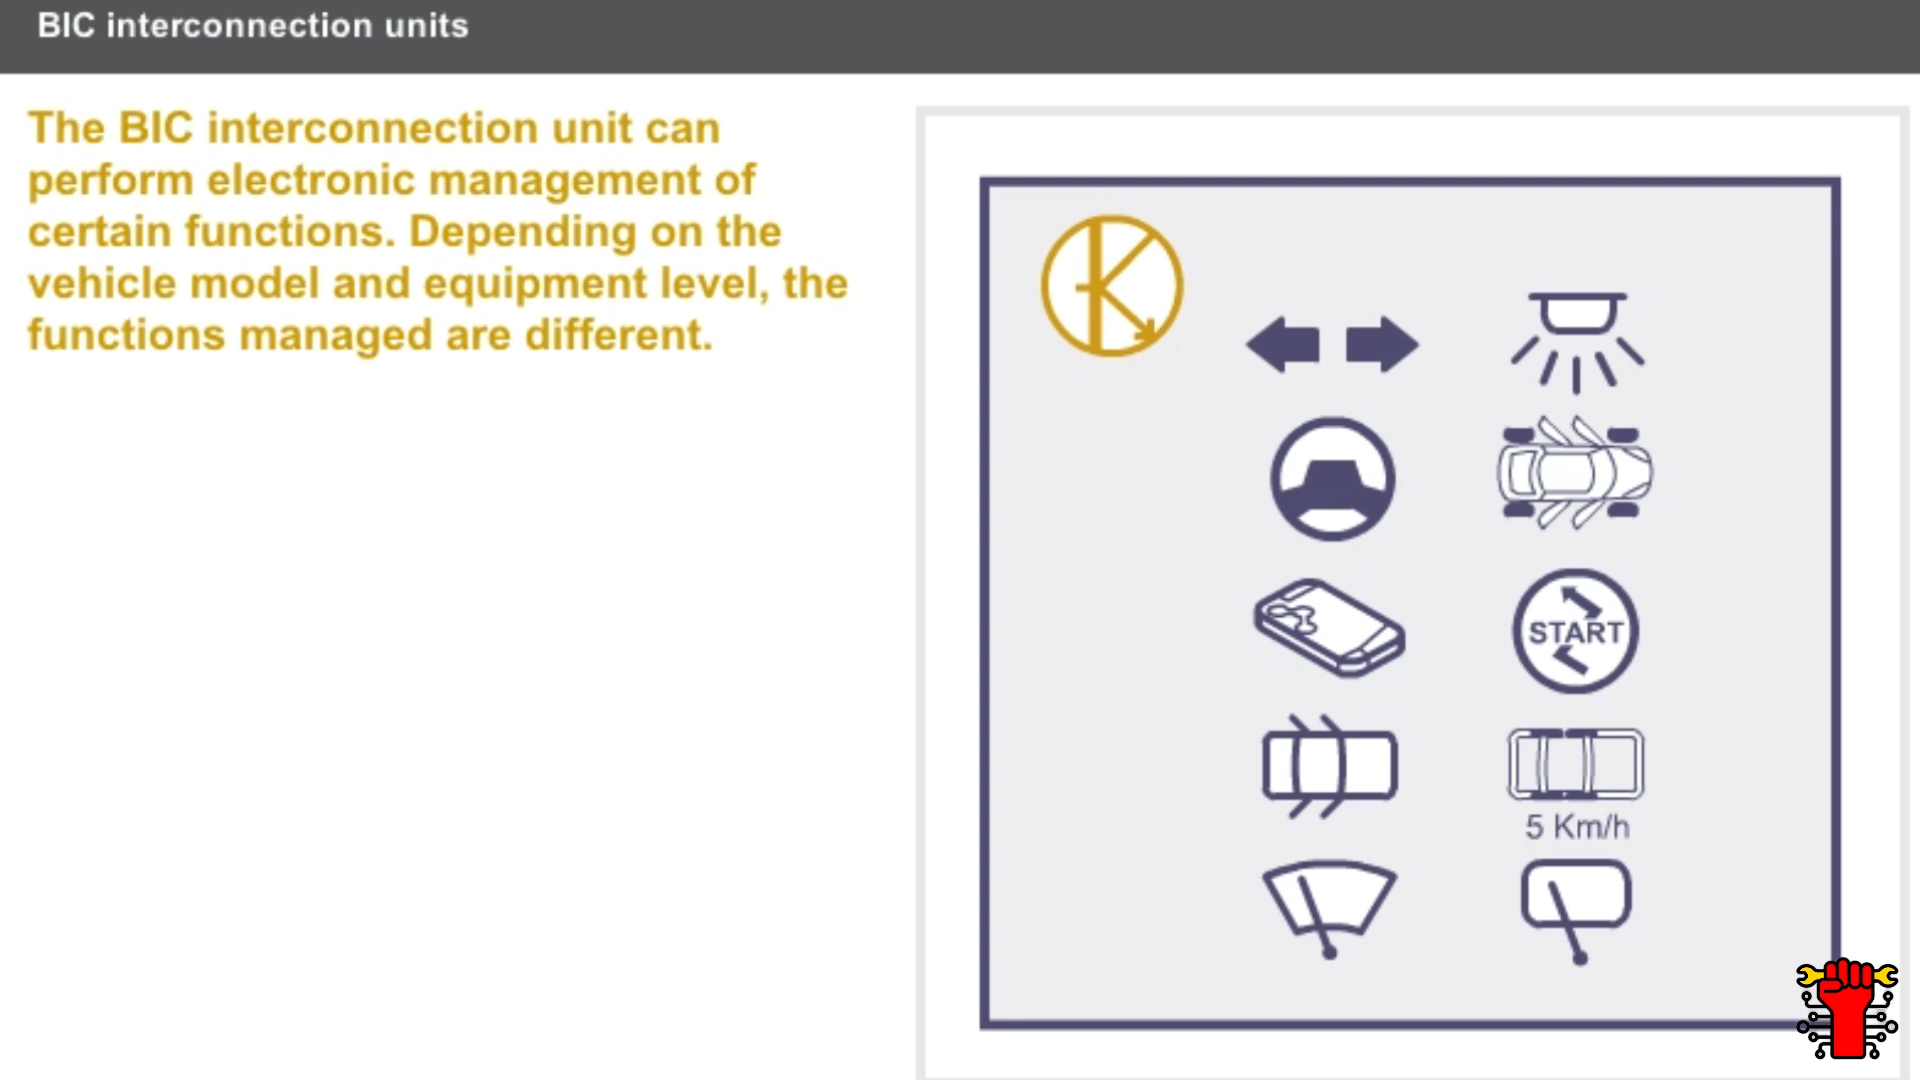 BIC interconnection units
The BIC interconnection unit can
perform electronic management of
certain functions. Depending on the
vehicle model and equipment level, the
functions managed are different.
START
5 Km/h